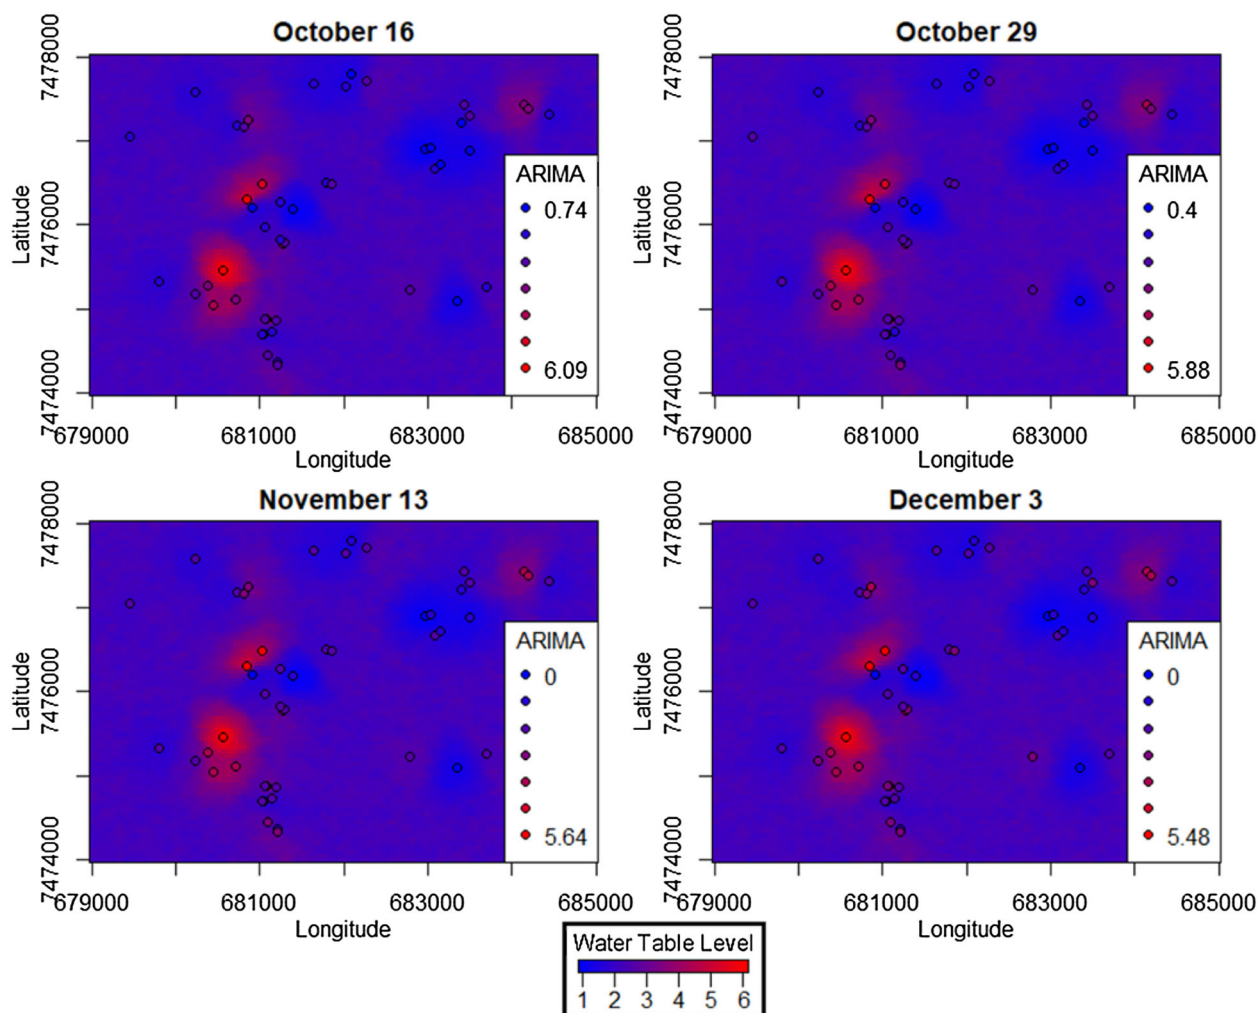 October 16
October 29
Latitude
7478000
7476000
7474000
ARIMA
0.74
6.09
679000 681000 683000 685000
Longitude
Latitude
7478000
7476000
7474000
ARIMA
0.4
5.88
679000 681000 683000 685000
Longitude
November 13
December 3
Latitude
7478000
7476000
7474000
ARIMA
0
5.64
679000 681000 683000 685000
Longitude
Latitude
7478000
7476000
7474000
ARIMA
0
5.48
679000 681000 683000 685000
Longitude
Water Table Level
1 2 3 4 5 6